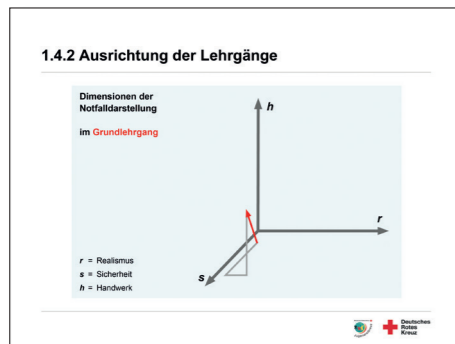 1.4.2 Ausrichtung der Lehrgänge
Dimensionen der
Notfalldarstellung
im Grundlehrgang
h
r
s
r = Realismus
s = Sicherheit
h = Handwerk
Deutsches
Rotes
Kreuz